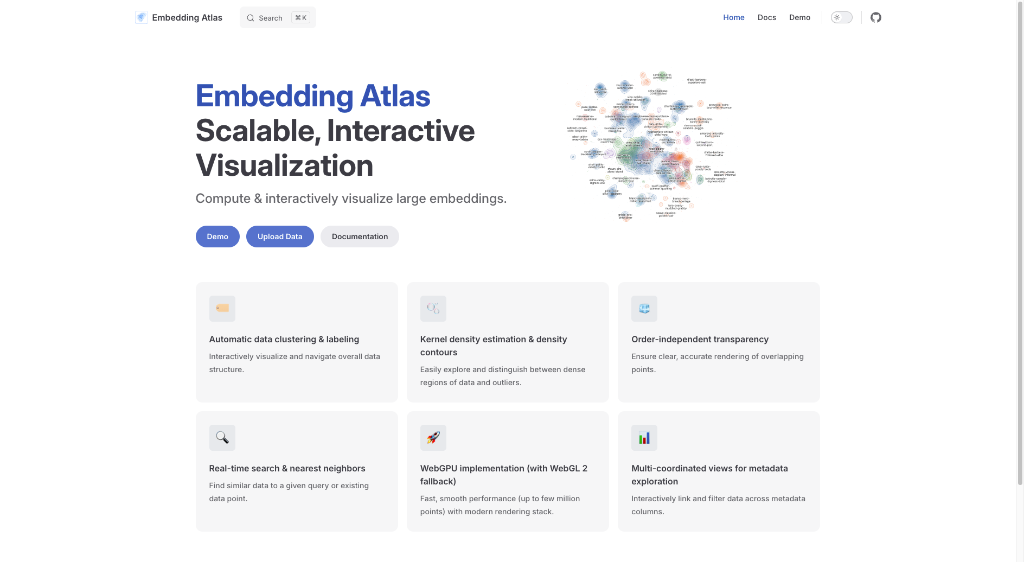 Embedding Atlas
Search
⌘ K
Home
Docs
Demo
Embedding Atlas
Scalable, Interactive
Visualization
Compute & interactively visualize large embeddings.
Demo
Upload Data
Documentation
Automatic data clustering & labeling
Interactively visualize and navigate overall data
structure.
Kernel density estimation & density
contours
Easily explore and distinguish between dense
regions of data and outliers.
Order-independent transparency
Ensure clear, accurate rendering of overlapping
points.
Real-time search & nearest neighbors
Find similar data to a given query or existing
data point.
WebGPU implementation (with WebGL 2
fallback)
Fast, smooth performance (up to few million
points) with modern rendering stack.
Multi-coordinated views for metadata
exploration
Interactively link and filter data across metadata
columns.